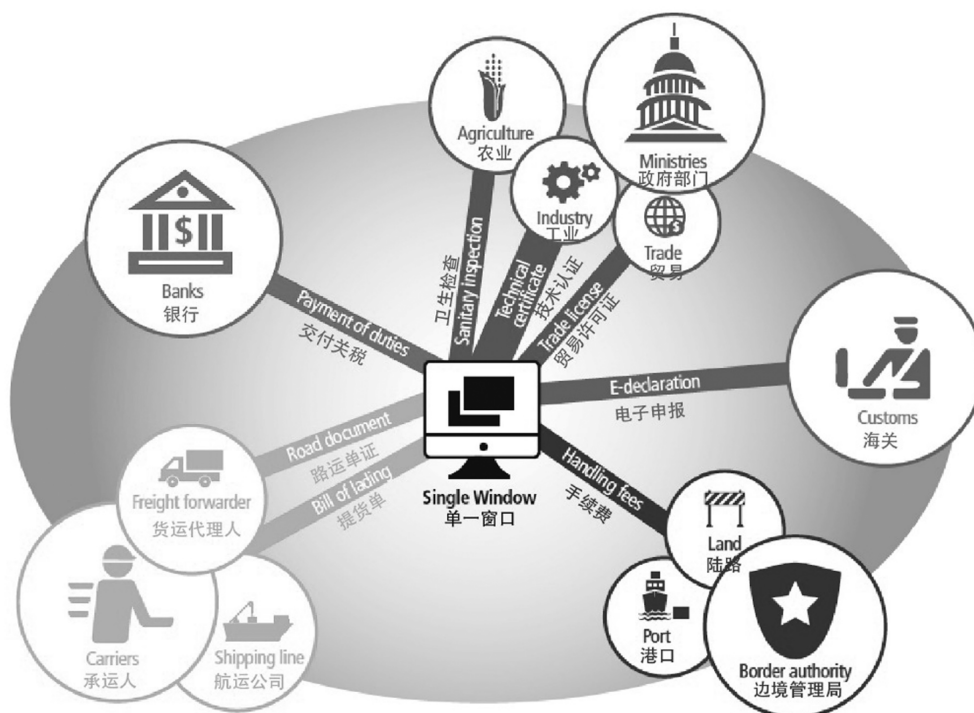 Agriculture
农业
Ministries
政府部门
Industry
工业
Trade
贸易
Banks
银行
$
Sanitary inspection
卫生检查
Technical
certificate
技术认证
Trade license
贸易许可证
Payment of duties
交付关税
E-declaration
电子申报
Customs
海关
Road document
路运单证
Bill of lading
提货单
Single Window
单一窗口
Handling fees
手续费
Freight forwarder
货运代理人
Land
陆路
Carriers
承运人
Shipping line
航运公司
Port
港口
Border authority
边境管理局